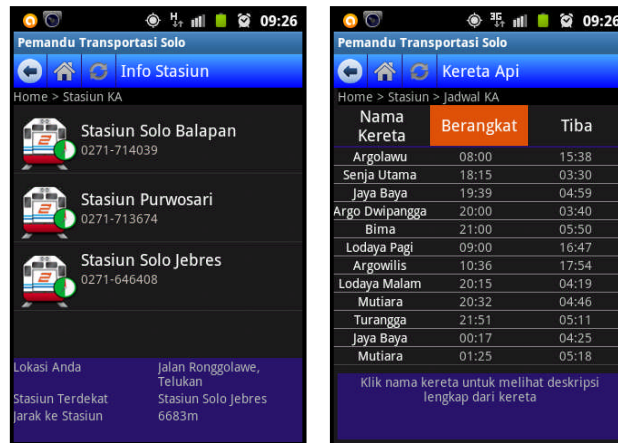 09:26
Pemandu Transportasi Solo
Info Stasiun
Home > Stasiun KA
Stasiun Solo Balapan
0271-714039
Stasiun Purwosari
0271-713674
Stasiun Solo Jebres
0271-646408
Lokasi Anda Jalan Ronggolawe,
Telukan
Stasiun Terdekat Stasiun Solo Jebres
Jarak ke Stasiun 6683m
3G 09:26
Pemandu Transportasi Solo
Kereta Api
Home > Stasiun > Jadwal KA
Nama
Kereta Berangkat Tiba
Argolawu 08:00 15:38
Senja Utama 18:15 03:30
Jaya Baya 19:39 04:59
Argo Dwipangga 20:00 03:40
Bima 21:00 05:50
Lodaya Pagi 09:00 16:47
Argowilis 10:36 17:54
Lodaya Malam 20:15 04:19
Mutiara 20:32 04:46
Turangga 21:51 05:11
Jaya Baya 00:17 04:25
Mutiara 01:25 05:18
Klik nama kereta untuk melihat deskripsi
lengkap dari kereta